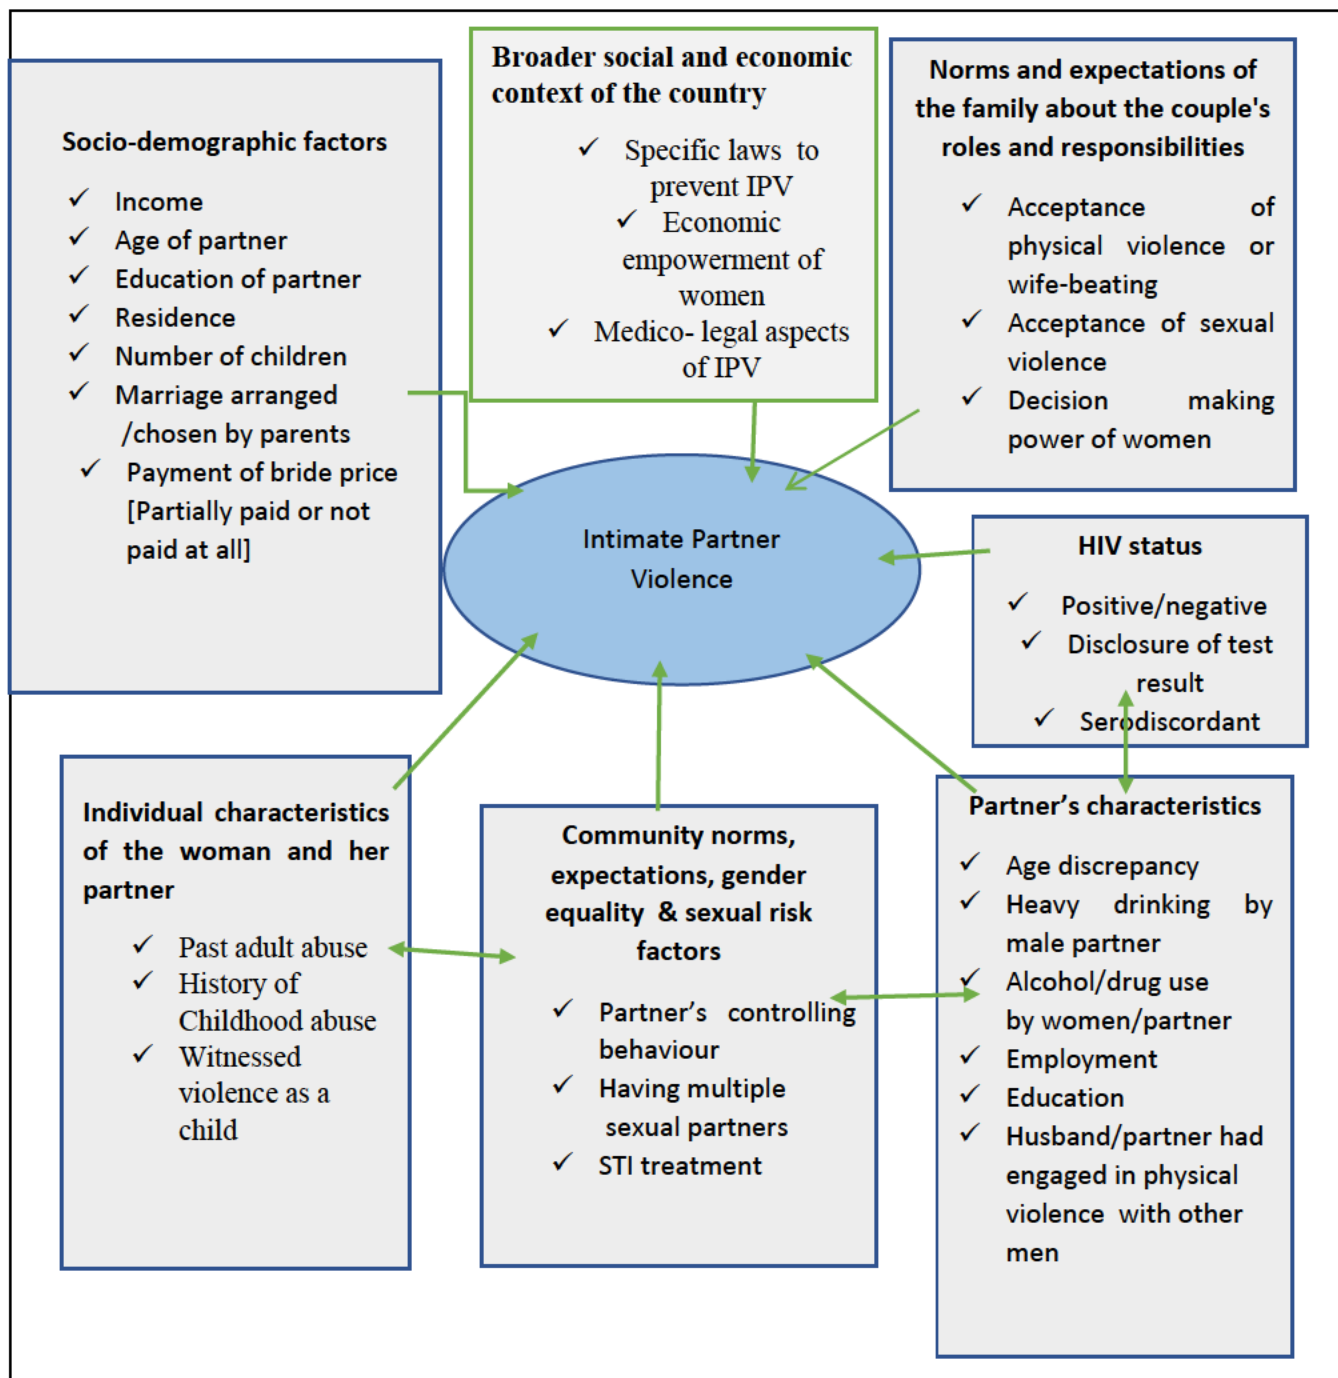 Socio-demographic factors
✓ Income
✓ Age of partner
✓ Education of partner
✓ Residence
✓ Number of children
✓ Marriage arranged
/chosen by parents
✓ Payment of bride price
[Partially paid or not
paid at all]
Broader social and economic
context of the country
✓ Specific laws to
prevent IPV
✓ Economic
empowerment of
women
✓ Medico- legal aspects
of IPV
Norms and expectations of
the family about the couple's
roles and responsibilities
✓ Acceptance of
physical violence or
wife-beating
✓ Acceptance of sexual
violence
✓ Decision making
power of women
Intimate Partner
Violence
HIV status
✓ Positive/negative
✓ Disclosure of test
result
✓ Serodiscordant
Individual characteristics
of the woman and her
partner
✓ Past adult abuse
✓ History of
Childhood abuse
✓ Witnessed
violence as a
child
Community norms,
expectations, gender
equality & sexual risk
factors
✓ Partner’s controlling
behaviour
✓ Having multiple
sexual partners
✓ STI treatment
Partner’s characteristics
✓ Age discrepancy
✓ Heavy drinking by
male partner
✓ Alcohol/drug use
by women/partner
✓ Employment
✓ Education
✓ Husband/partner had
engaged in physical
violence with other
men